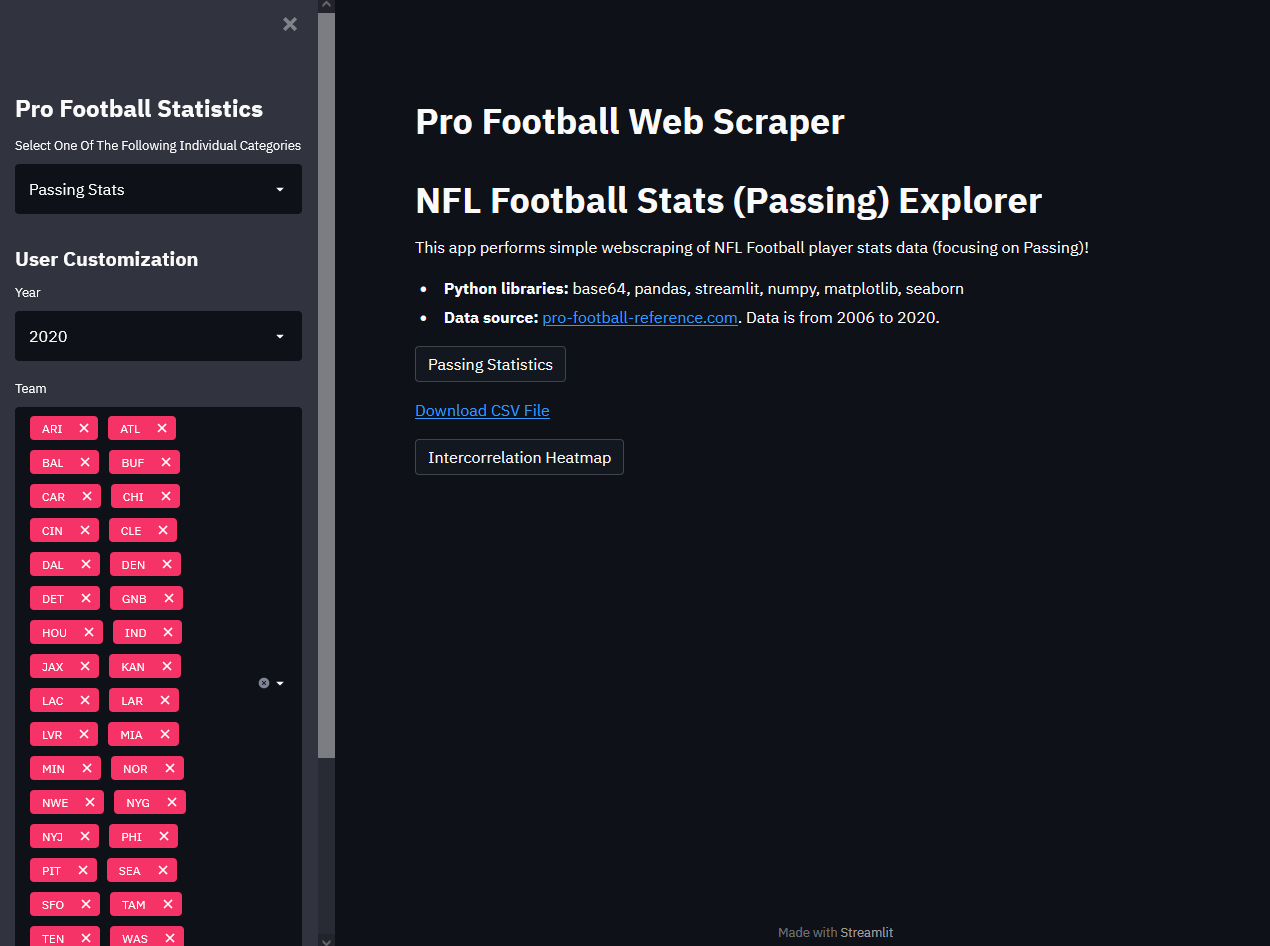 Pro Football Statistics
Select One Of The Following Individual Categories
Passing Stats
User Customization
Year
2020
Team
ARI ATL
BAL BUF
CAR CHI
CIN CLE
DAL DEN
DET GNB
HOU IND
JAX KAN
LAC LAR
LVR MIA
MIN NOR
NWE NYG
NYJ PHI
PIT SEA
SFO TAM
TEN WAS
Pro Football Web Scraper
NFL Football Stats (Passing) Explorer
This app performs simple webscraping of NFL Football player stats data (focusing on Passing)!
• Python libraries: base64, pandas, streamlit, numpy, matplotlib, seaborn
• Data source: pro-football-reference.com. Data is from 2006 to 2020.
Passing Statistics
Download CSV File
Intercorrelation Heatmap
Made with Streamlit